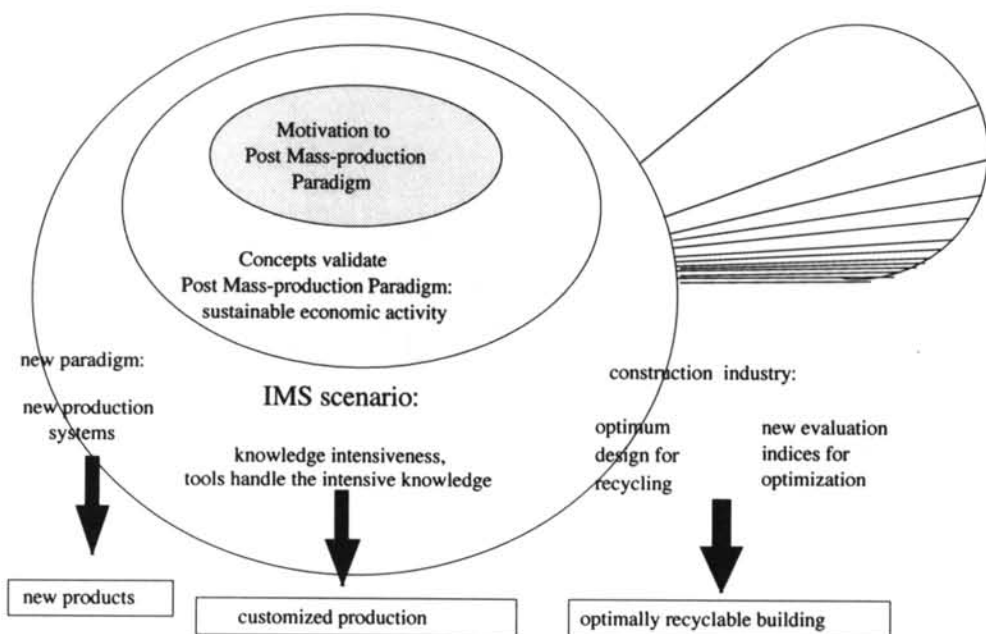 Motivation to
Post Mass-production
Paradigm
Concepts validate
Post Mass-production Paradigm:
sustainable economic activity
new paradigm:
new production
systems
new products
IMS scenario:
knowledge intensiveness,
tools handle the intensive knowledge
customized production
construction industry:
optimum
design for
recycling
new evaluation
indices for
optimization
optimally recyclable building